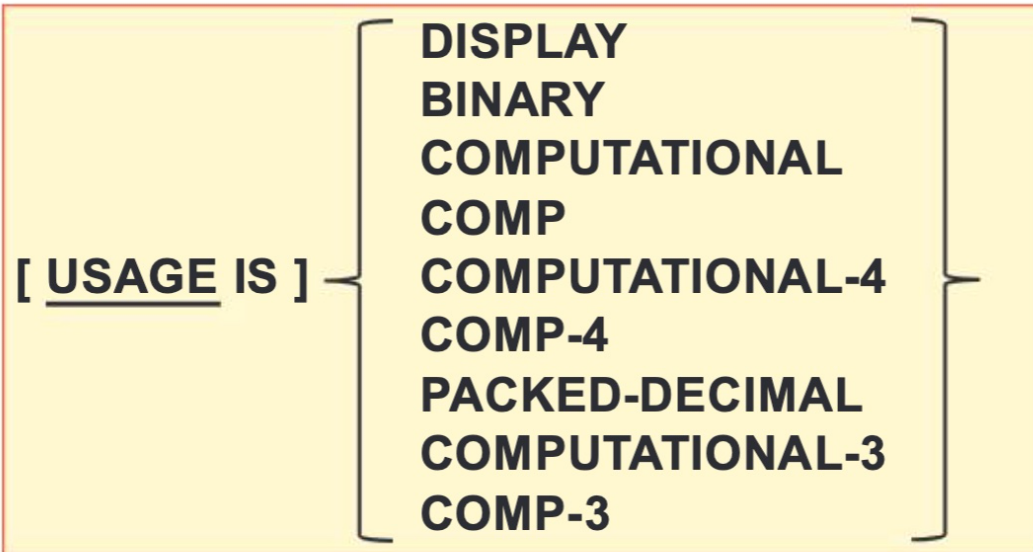 DISPLAY
BINARY
COMPUTATIONAL
COMP
[ USAGE IS ] COMPUTATIONAL-4
COMP-4
PACKED-DECIMAL
COMPUTATIONAL-3
COMP-3